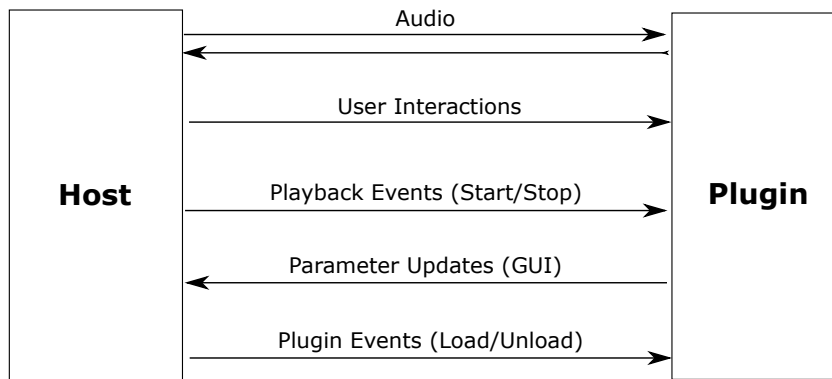 Audio
User Interactions
Host
Playback Events (Start/Stop)
Plugin
Parameter Updates (GUI)
Plugin Events (Load/Unload)